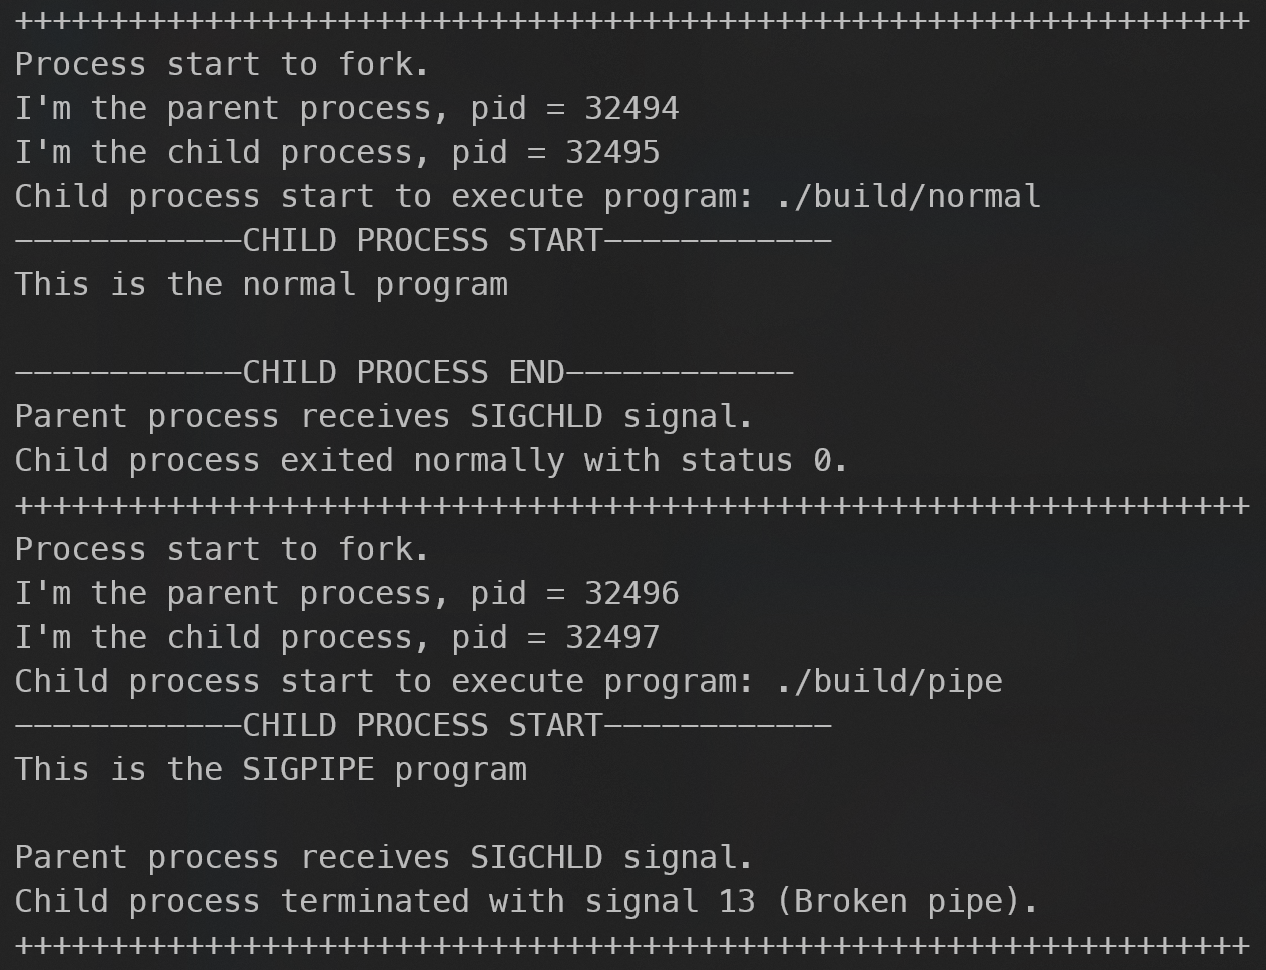 +++++++++++++++++++++++++++++++++++++++++++++++++++++++++++++++++
Process start to fork.
I'm the parent process, pid = 32494
I'm the child process, pid = 32495
Child process start to execute program: ./build/normal
————————————CHILD PROCESS START————————————
This is the normal program

————————————CHILD PROCESS END————————————
Parent process receives SIGCHLD signal.
Child process exited normally with status 0.
+++++++++++++++++++++++++++++++++++++++++++++++++++++++++++++++++
Process start to fork.
I'm the parent process, pid = 32496
I'm the child process, pid = 32497
Child process start to execute program: ./build/pipe
————————————CHILD PROCESS START————————————
This is the SIGPIPE program

Parent process receives SIGCHLD signal.
Child process terminated with signal 13 (Broken pipe).
+++++++++++++++++++++++++++++++++++++++++++++++++++++++++++++++++